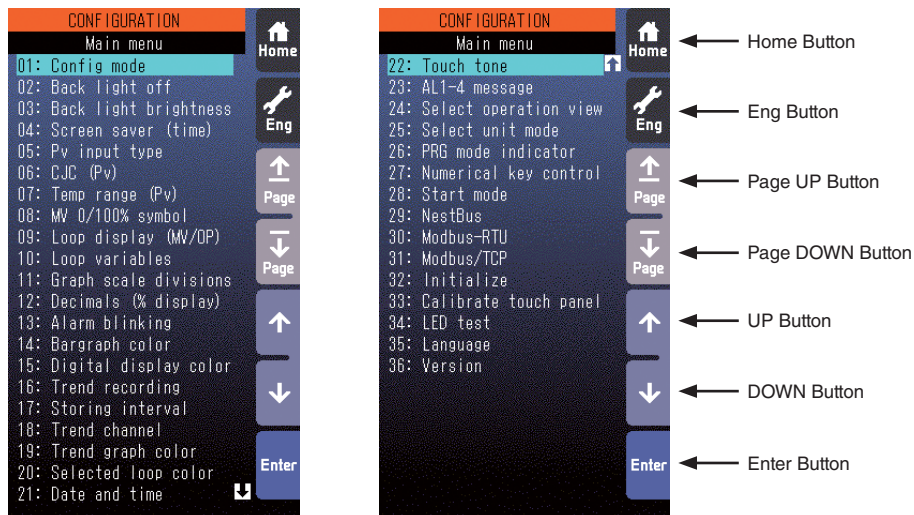 CONFIGURATION
Main menu
01: Config mode
02: Back light off
03: Back light brightness
04: Screen saver (time)
05: Pv input type
06: CJC (Pv)
07: Temp range (Pv)
08: MV 0/100% symbol
09: Loop display (MV/OP)
10: Loop variables
11: Graph scale divisions
12: Decimals (% display)
13: Alarm blinking
14: Bargraph color
15: Digital display color
16: Trend recording
17: Storing interval
18: Trend channel
19: Trend graph color
20: Selected loop color
21: Date and time
Home
Eng
Page
Page
Enter
CONFIGURATION
Main menu
22: Touch tone
23: AL1-4 message
24: Select operation view
25: Select unit mode
26: PRG mode indicator
27: Numerical key control
28: Start mode
29: NestBus
30: Modbus-RTU
31: Modbus/TCP
32: Initialize
33: Calibrate touch panel
34: LED test
35: Language
36: Version
Home
Eng
Page
Page
Enter
Home Button
Eng Button
Page UP Button
Page DOWN Button
UP Button
DOWN Button
Enter Button